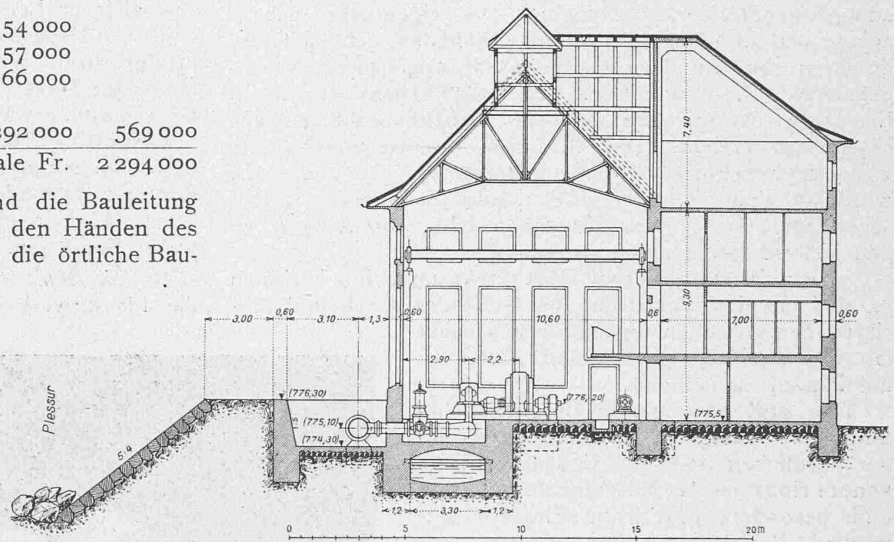 54 000
57 000
66 000
392 000 569 000
ale Fr. 2 294 000
nd die Bauleitung
den Händen des
die örtliche Bau-
7,40
9,30
3,00 0,60 3,10 1,3 0,60 10,60 0,6 7,00 0,60
2,90 2,2
(776,30)
(776,20)
(775,10)
(775,5)
(774,30)
Plessur
5:4
1,2 3,30 1,2
0 5 10 15 20 m